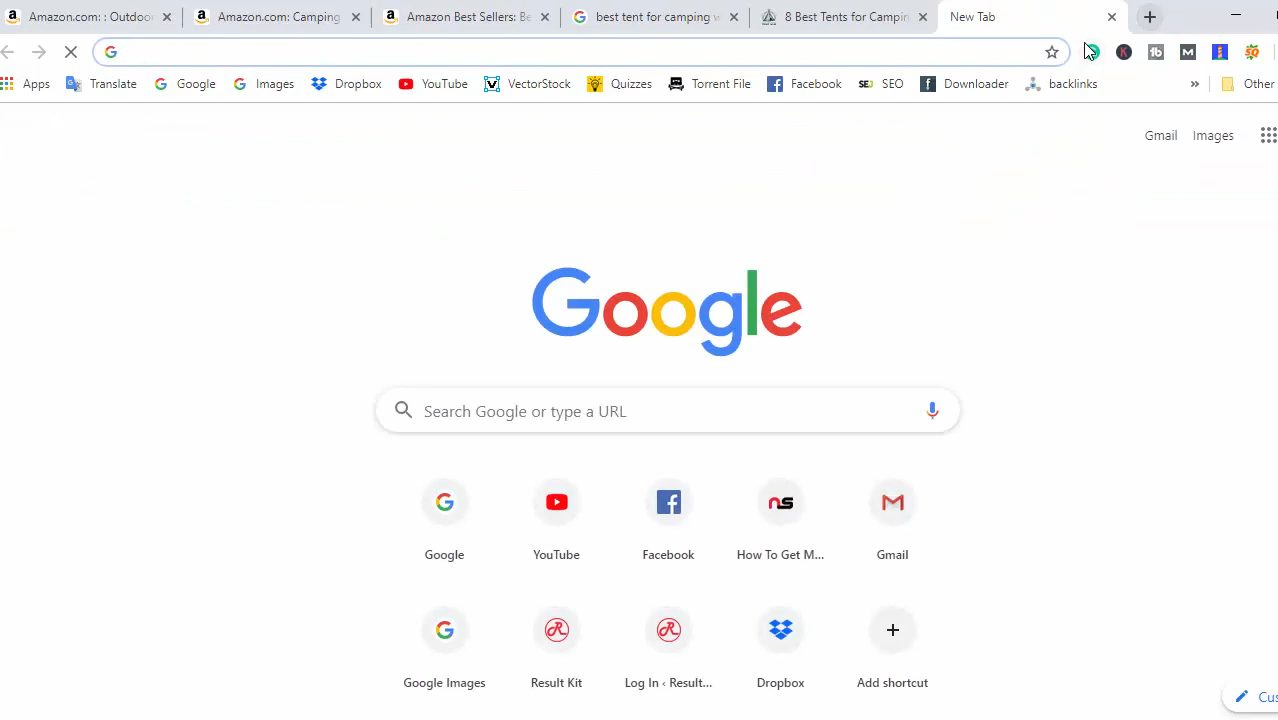 Amazon.com: : Outdoo
Amazon.com: Camping
Amazon Best Sellers: Be
best tent for camping w
8 Best Tents for Campi
New Tab
Apps
Translate
Google
Images
Dropbox
YouTube
VectorStock
Quizzes
Torrent File
Facebook
SEO
Downloader
backlinks
»
Other
Gmail
Images
Google
Search Google or type a URL
Google
YouTube
Facebook
How To Get M...
Gmail
Google Images
Result Kit
Log In ‹ Result...
Dropbox
Add shortcut
Cus